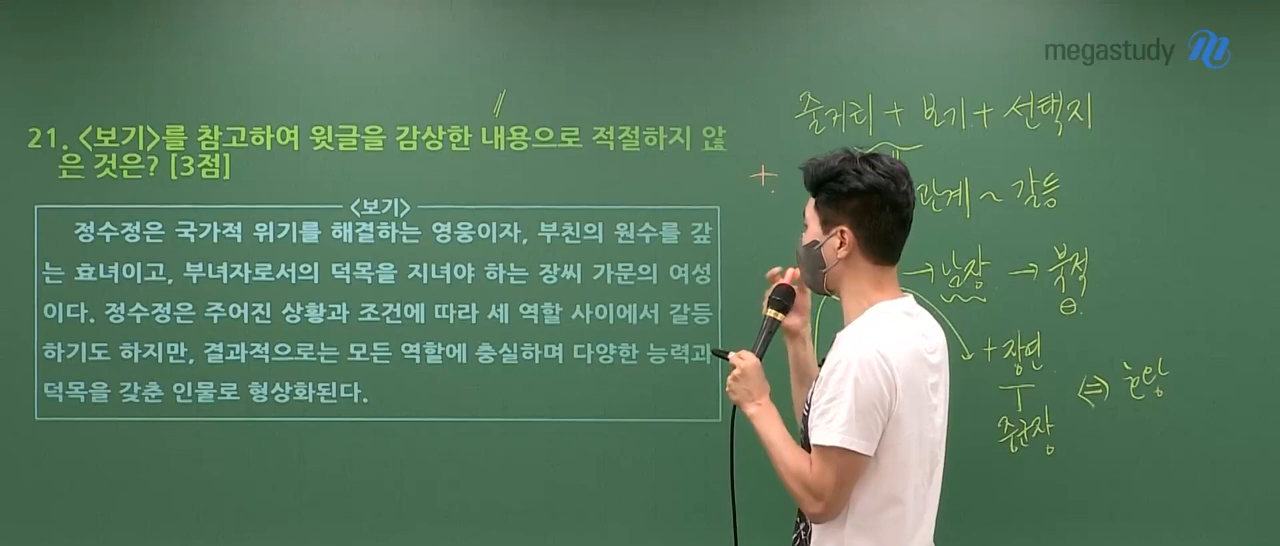 megastudy
줄거리 + 보기 + 선택지
21. <보기>를 참고하여 윗글을 감상한 내용으로 적절하지 않
은 것은? [3점]
관계 ~ 갈등
<보기>
정수정은 국가적 위기를 해결하는 영웅이자, 부친의 원수를 갚
는 효녀이고, 부녀자로서의 덕목을 지녀야 하는 장씨 가문의 여성
이다. 정수정은 주어진 상황과 조건에 따라 세 역할 사이에서 갈등
하기도 하지만, 결과적으로는 모든 역할에 충실하며 다양한 능력과
덕목을 갖춘 인물로 형상화된다.
→ 남장 → 북적
+ 장연
중군장